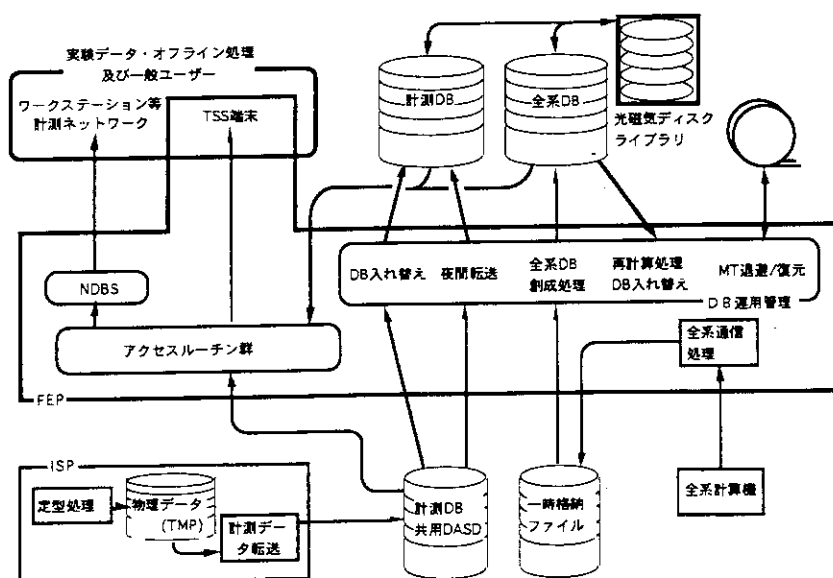 実験データ・オフライン処理
及び一般ユーザー
ワークステーション等
計測ネットワーク
TSS端末
計測DB
全系DB
光磁気ディスク
ライブラリ
NDBS
アクセスルーチン群
DB入れ替え
夜間転送
全系DB
創成処理
再計算処理
DB入れ替え
MT退避/復元
DB運用管理
全系通信
処理
FEP
ISP
定型処理
物理データ
(TMP)
計測デー
タ転送
計測DB
共用DASD
一時格納
ファイル
全系計算機